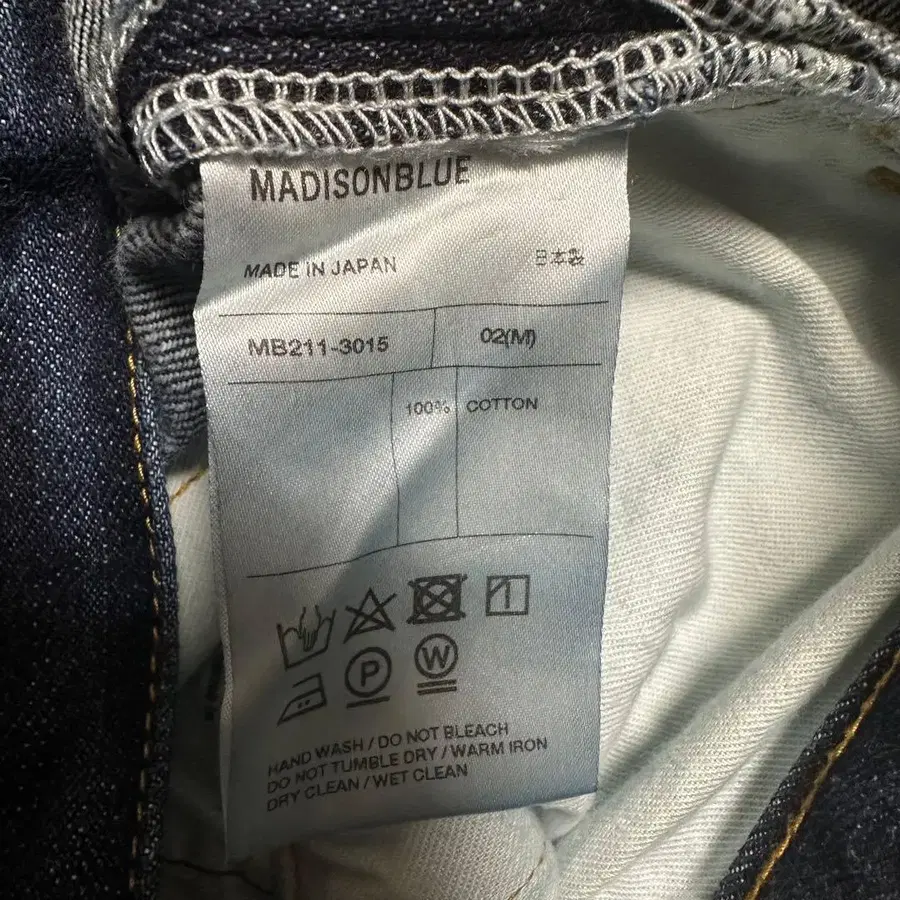 MADISONBLUE
MADE IN JAPAN 日本製
MB211-3015 02(M)
100% COTTON
P W
HAND WASH / DO NOT BLEACH
DO NOT TUMBLE DRY / WARM IRON
DRY CLEAN / WET CLEAN